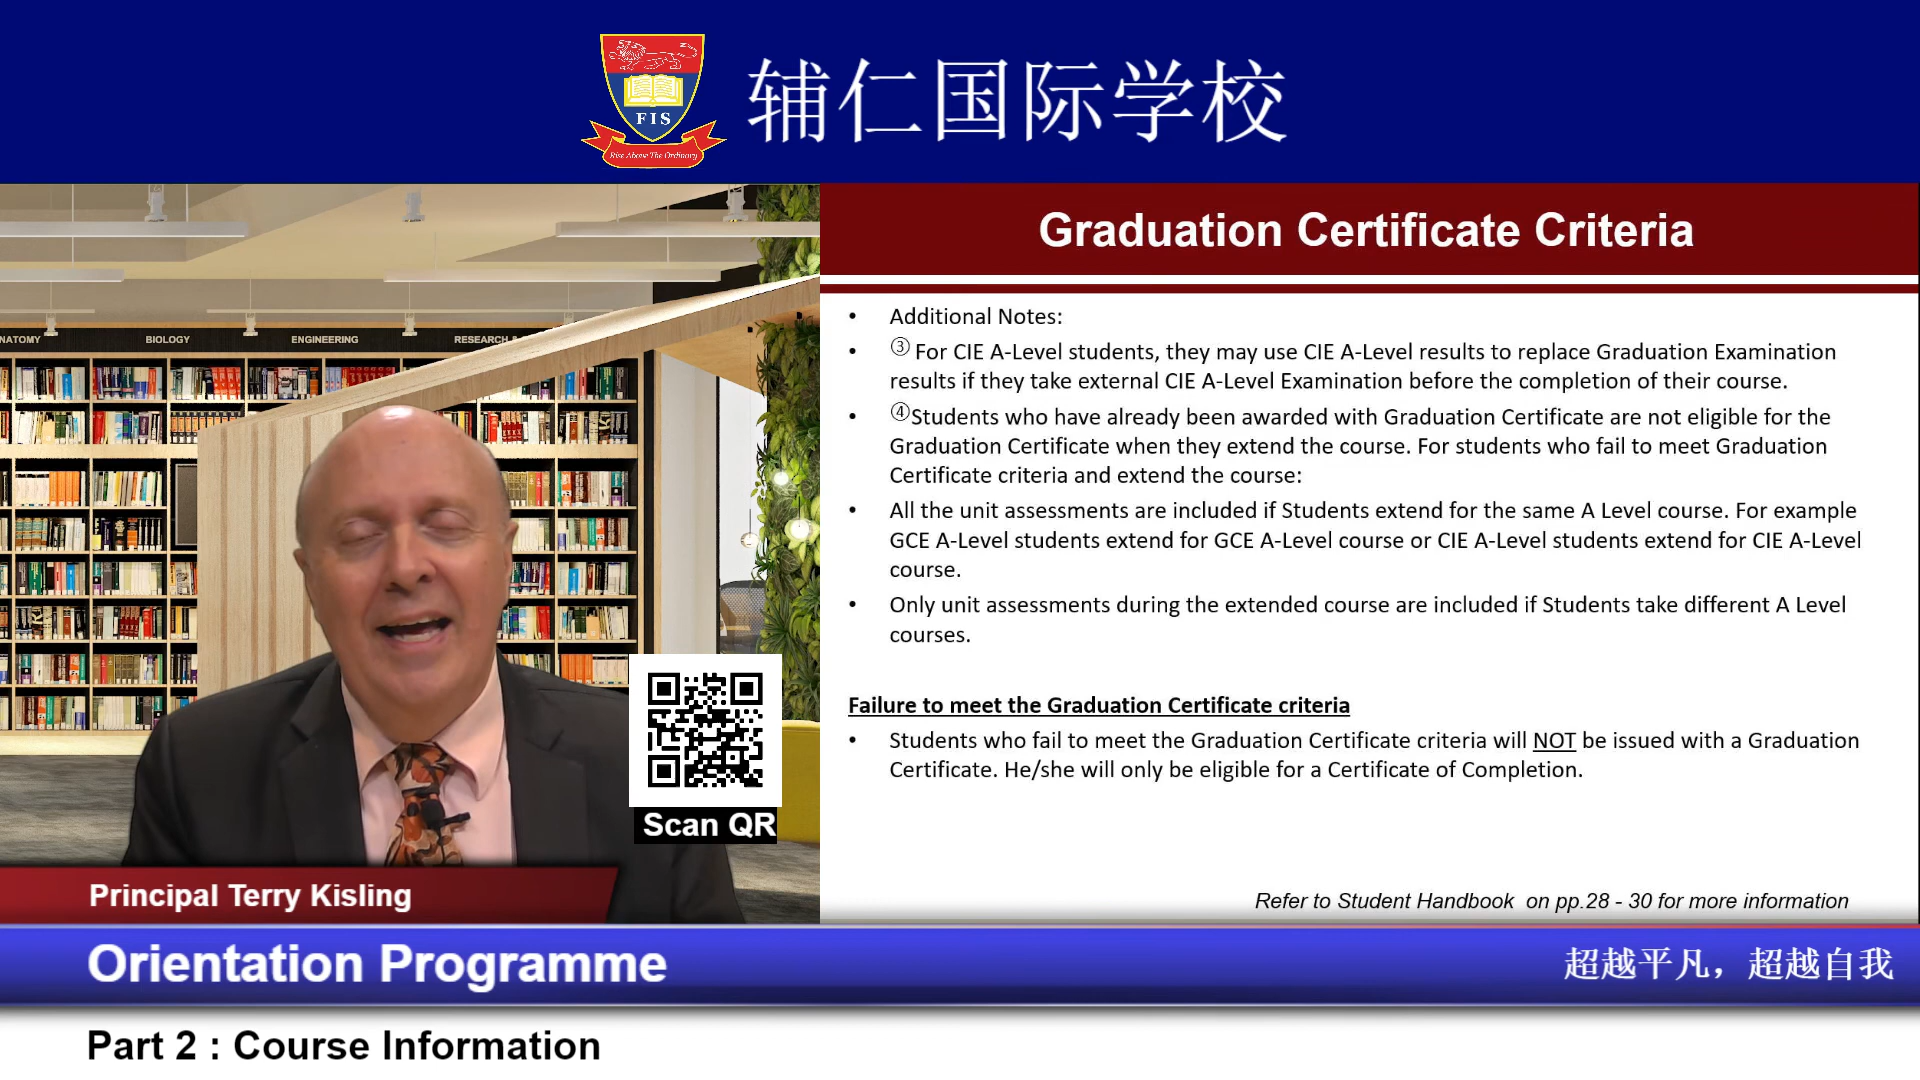 FIS
Rise Above The Ordinary
辅仁国际学校
NATOMY
BIOLOGY
ENGINEERING
RESEARCH
Scan QR
Principal Terry Kisling
Graduation Certificate Criteria
• Additional Notes:
• ③ For CIE A-Level students, they may use CIE A-Level results to replace Graduation Examination
results if they take external CIE A-Level Examination before the completion of their course.
• ④Students who have already been awarded with Graduation Certificate are not eligible for the
Graduation Certificate when they extend the course. For students who fail to meet Graduation
Certificate criteria and extend the course:
• All the unit assessments are included if Students extend for the same A Level course. For example
GCE A-Level students extend for GCE A-Level course or CIE A-Level students extend for CIE A-Level
course.
• Only unit assessments during the extended course are included if Students take different A Level
courses.
Failure to meet the Graduation Certificate criteria
• Students who fail to meet the Graduation Certificate criteria will NOT be issued with a Graduation
Certificate. He/she will only be eligible for a Certificate of Completion.
Refer to Student Handbook on pp.28 - 30 for more information
Orientation Programme
超越平凡，超越自我
Part 2 : Course Information